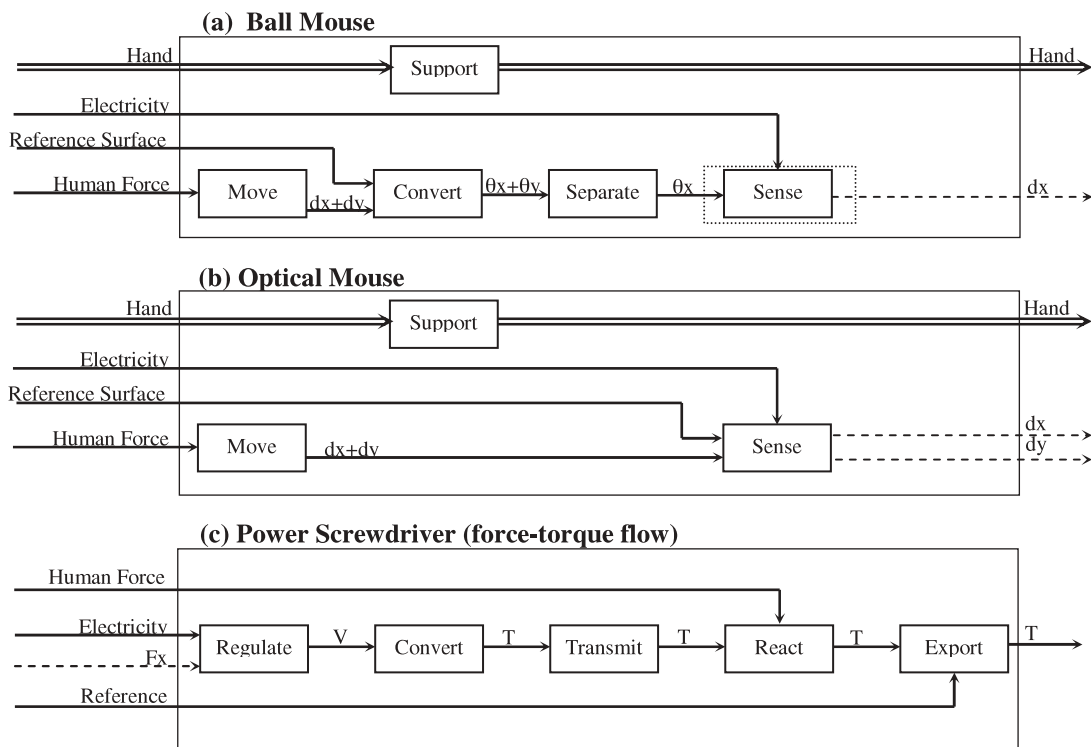 (a) Ball Mouse
Hand
Hand
Support
Electricity
Reference Surface
Human Force
Move
dx+dy
Convert
θx+θy
Separate
θx
Sense
dx
(b) Optical Mouse
Hand
Hand
Support
Electricity
Reference Surface
Human Force
Move
dx+dy
Sense
dx
dy
(c) Power Screwdriver (force-torque flow)
Human Force
Electricity
Fx
Regulate
V
Convert
T
Transmit
T
React
T
Export
T
Reference